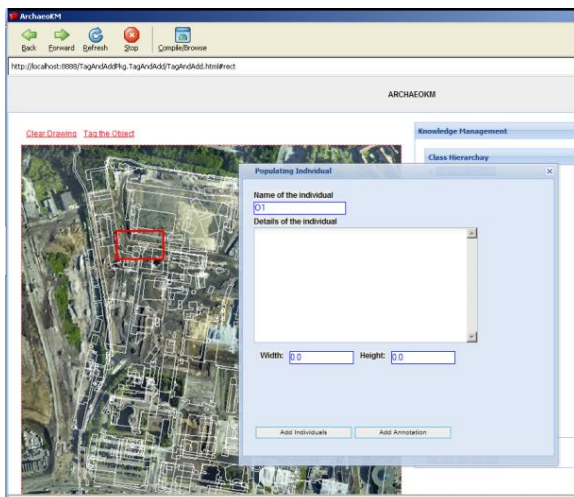 ArchaeoKM
Back Forward Refresh Stop Compile/Browse
http://localhost:8888/TagAndAddPkg.TagAndAdd/TagAndAdd.html#rect
ARCHAEOKM
Clear Drawing Tag the Object
Knowledge Management
Class Hierarchay
Populating Individual
Name of the individual
O1
Details of the individual
Width: 0.0 Height: 0.0
Add Individuals Add Annotation